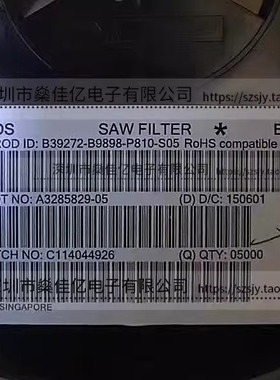 圳市燊佳亿电子有限公司 https://szsjy.tao
OS SAW FILTER * E
ROD ID: B39272-B9898-P810-S05 RoHS compatible
深圳市燊佳亿电子有限公司
OT NO: A3285829-05 (D) D/C: 150601
TCH NO: C114044926 (Q) QTY: 05000
圳市燊佳亿电子有限公司 https://szsjy.tao
SINGAPORE